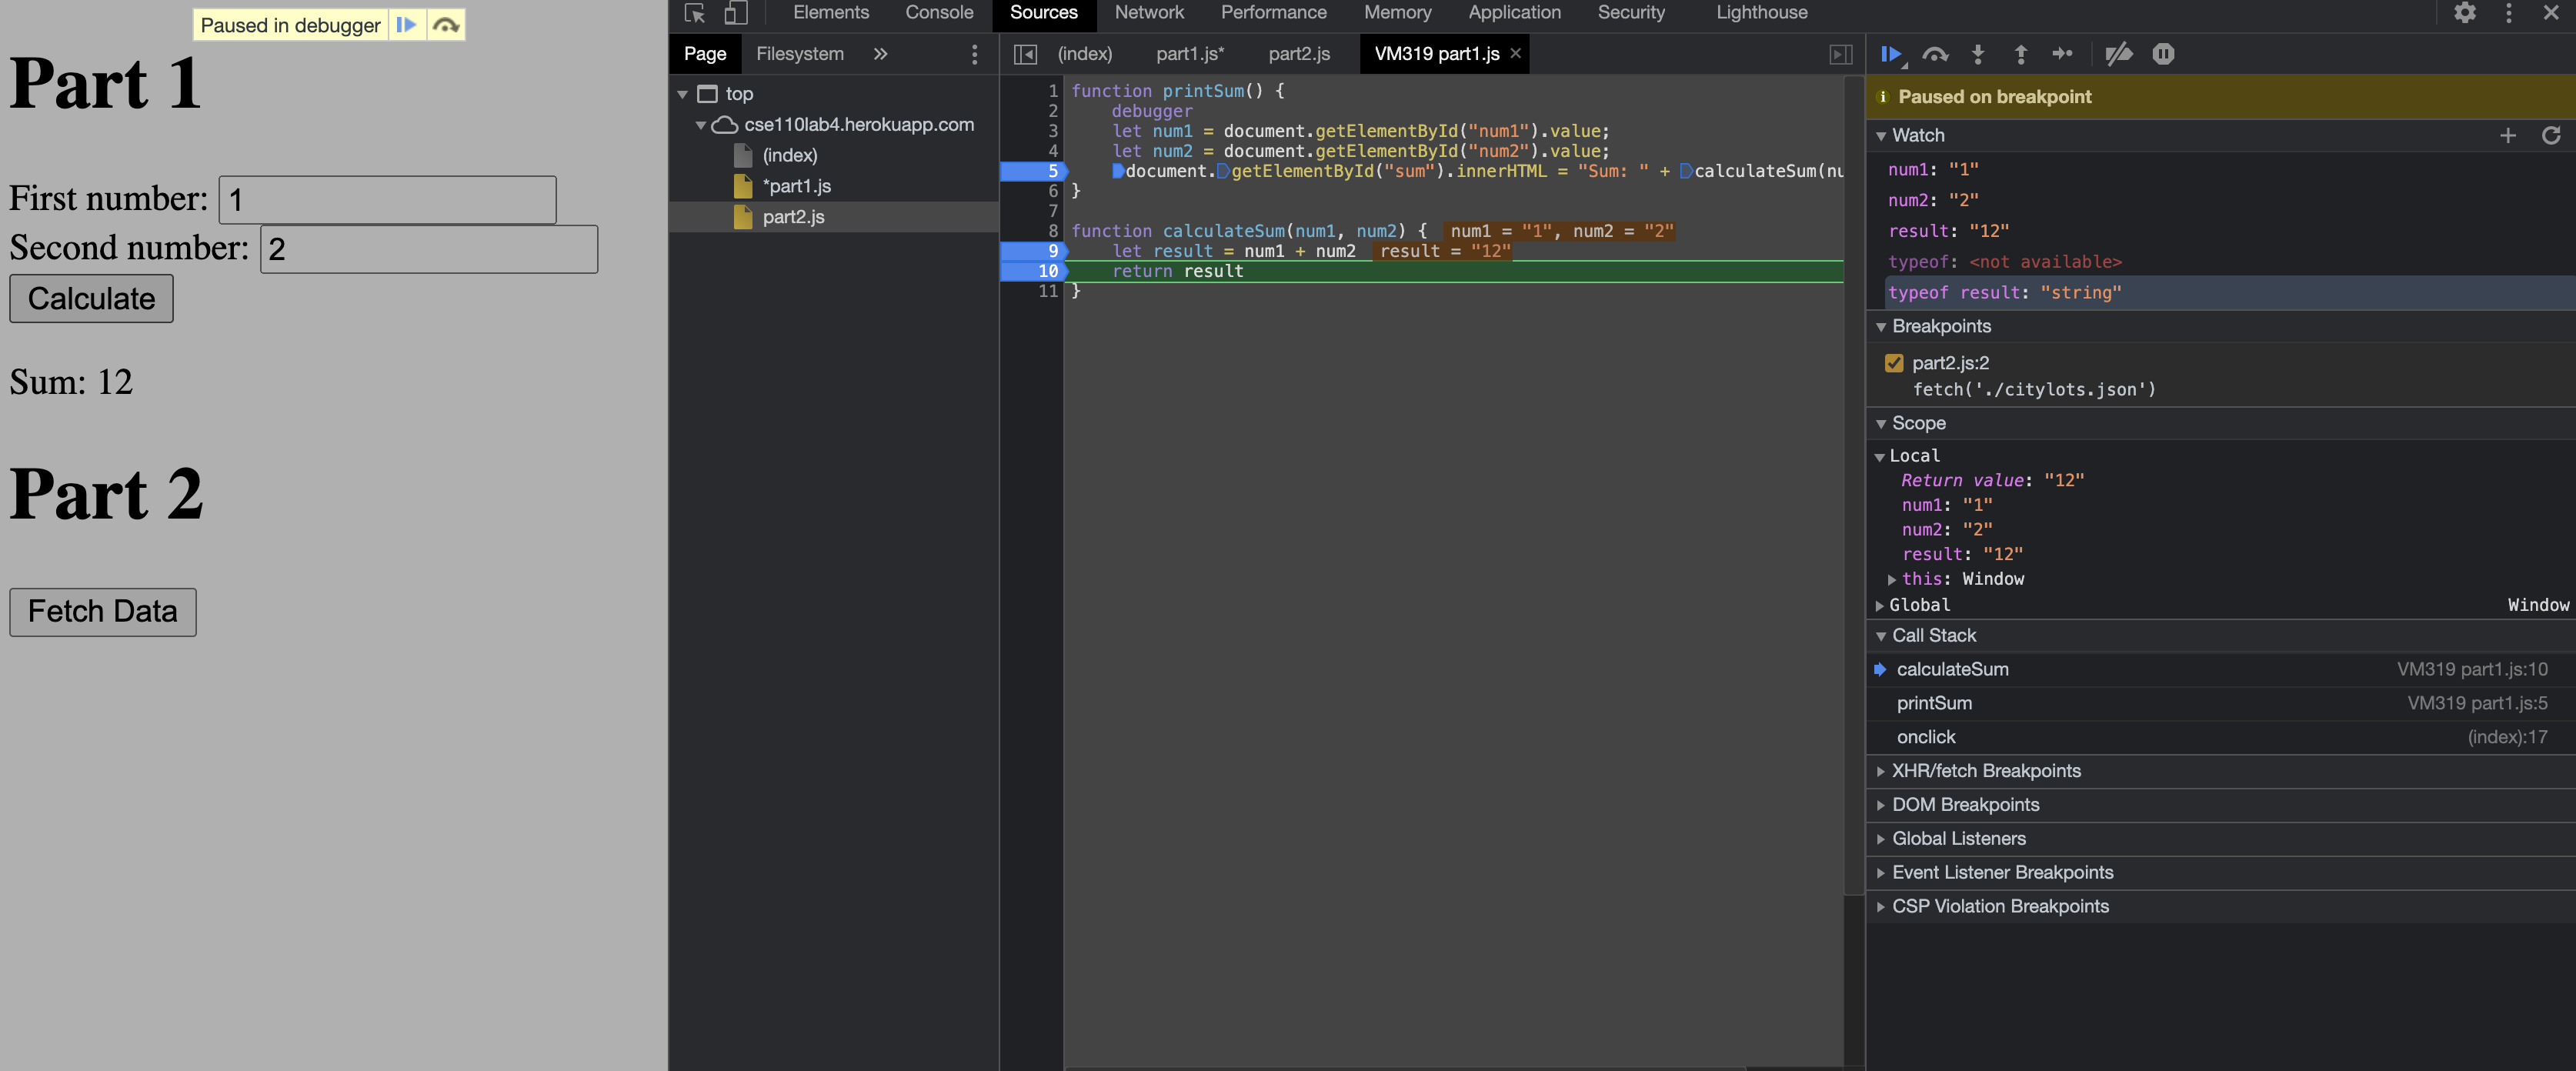 Paused in debugger
Part 1
First number: 1
Second number: 2
Calculate
Sum: 12
Part 2
Fetch Data
Elements Console Sources Network Performance Memory Application Security Lighthouse
Page Filesystem »
top
cse110lab4.herokuapp.com
(index)
*part1.js
part2.js
(index) part1.js* part2.js VM319 part1.js ×
1 function printSum() {
2 debugger
3 let num1 = document.getElementById("num1").value;
4 let num2 = document.getElementById("num2").value;
5 document.getElementById("sum").innerHTML = "Sum: " + calculateSum(nu
6 }
7
8 function calculateSum(num1, num2) { num1 = "1", num2 = "2"
9 let result = num1 + num2 result = "12"
10 return result
11 }
Paused on breakpoint
Watch
num1: "1"
num2: "2"
result: "12"
typeof: <not available>
typeof result: "string"
Breakpoints
part2.js:2
fetch('./citylots.json')
Scope
Local
Return value: "12"
num1: "1"
num2: "2"
result: "12"
this: Window
Global Window
Call Stack
calculateSum VM319 part1.js:10
printSum VM319 part1.js:5
onclick (index):17
XHR/fetch Breakpoints
DOM Breakpoints
Global Listeners
Event Listener Breakpoints
CSP Violation Breakpoints